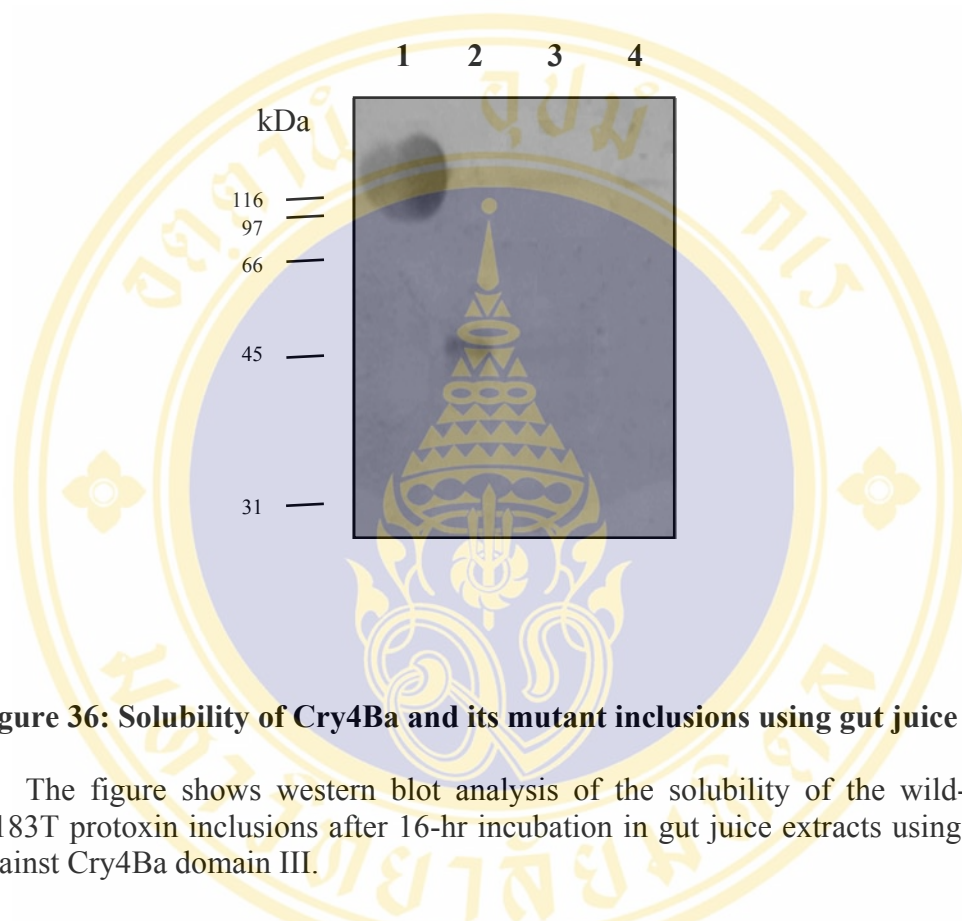 1 2 3 4
kDa
116
97
66
45
31
gure 36: Solubility of Cry4Ba and its mutant inclusions using gut juice
The figure shows western blot analysis of the solubility of the wild-
183T protoxin inclusions after 16-hr incubation in gut juice extracts using
ainst Cry4Ba domain III.